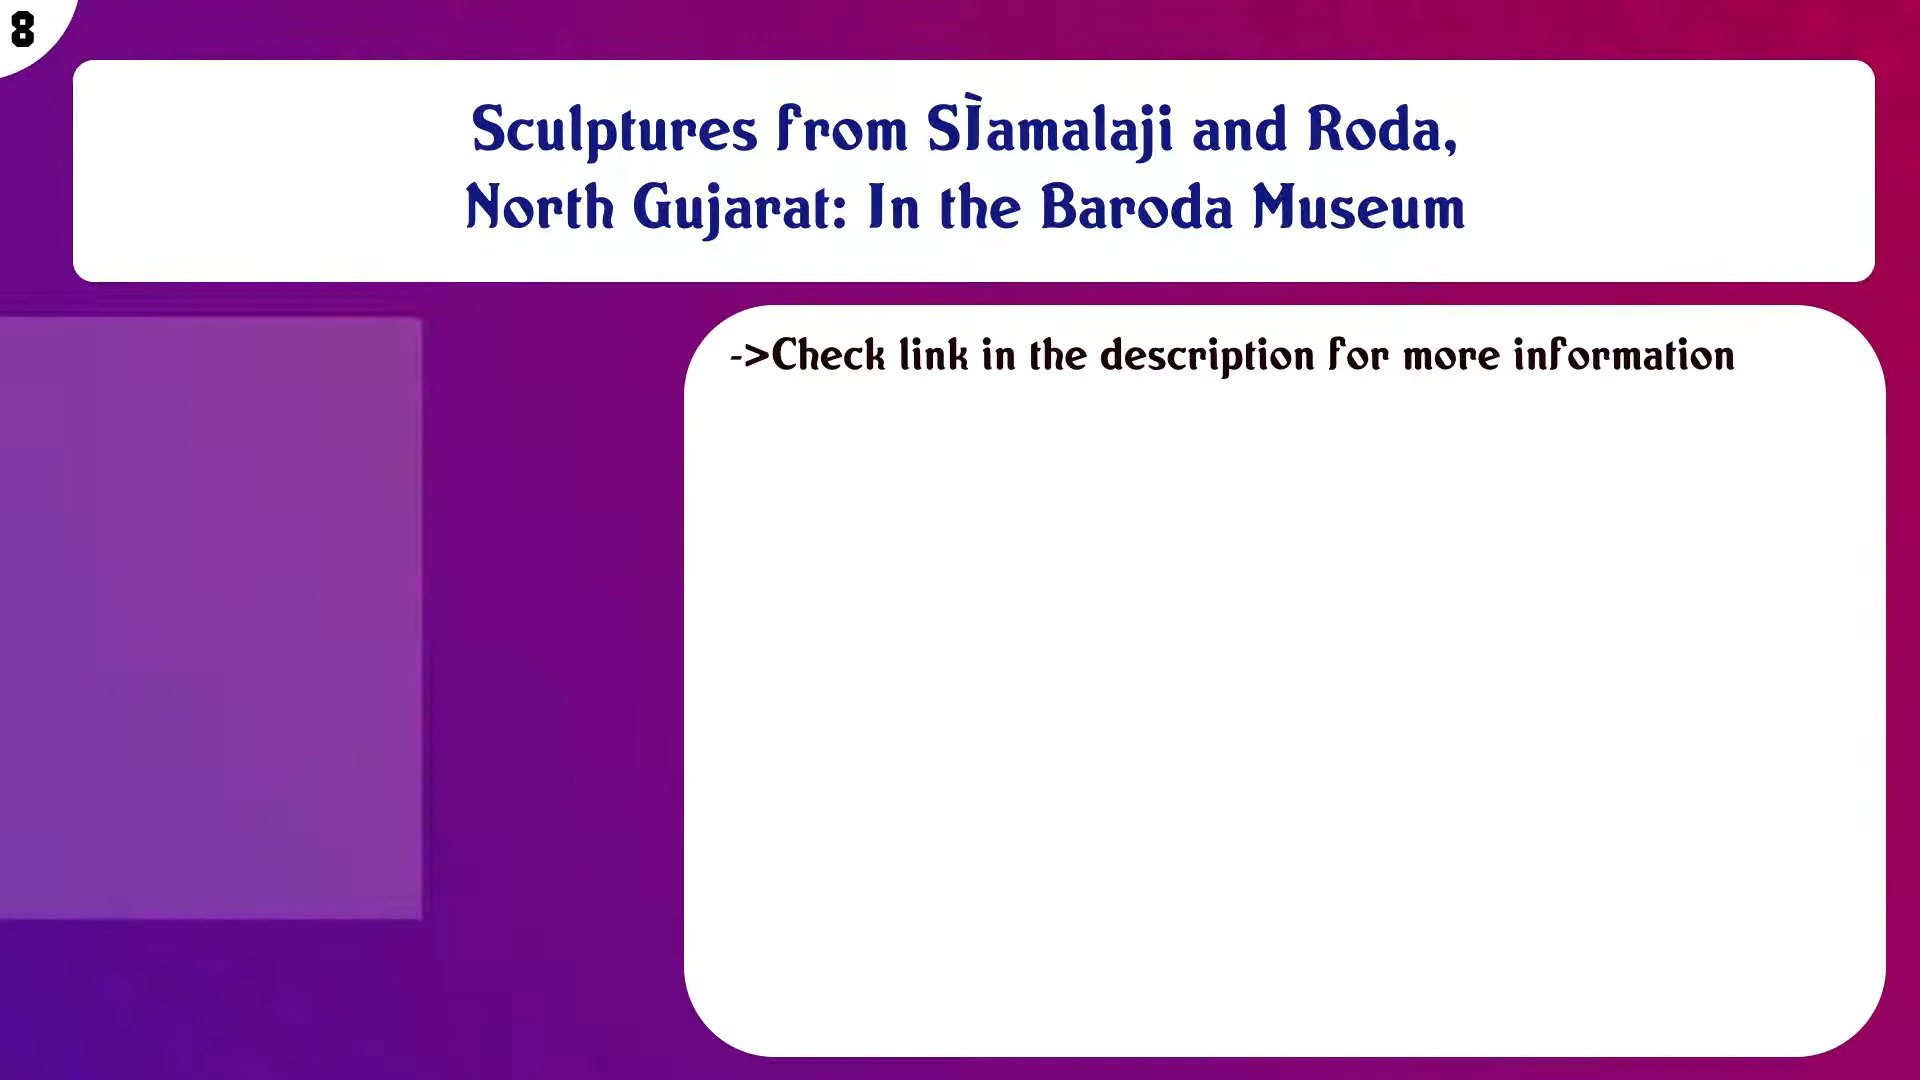 8
Sculptures from SÌamalaji and Roda,
North Gujarat: In the Baroda Museum
->Check link in the description for more information